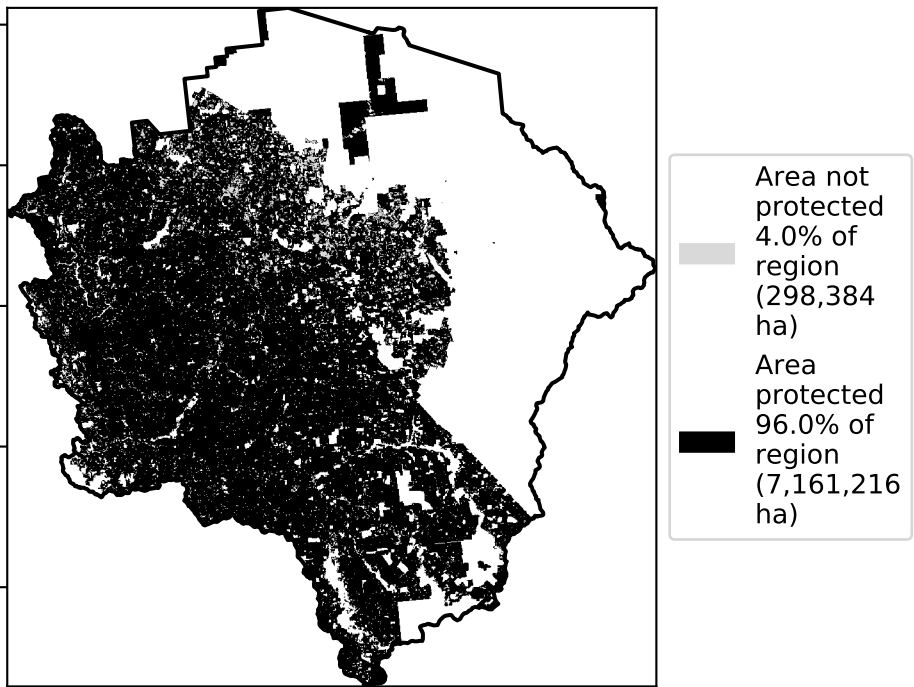 Area not
protected
4.0% of
region
(298,384
ha)
Area
protected
96.0% of
region
(7,161,216
ha)